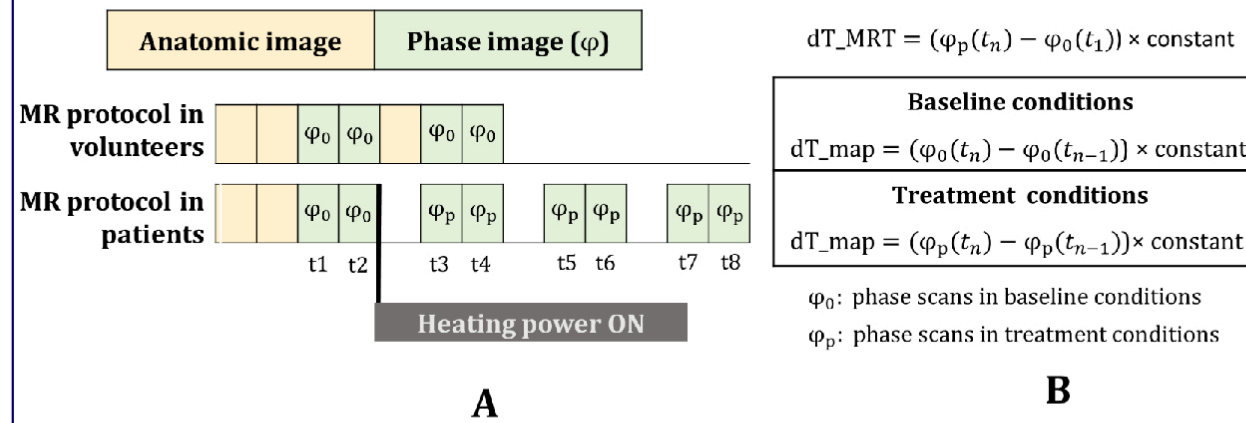 Anatomic image
Phase image (φ)
MR protocol in
volunteers
φ₀ φ₀ φ₀ φ₀
MR protocol in
patients
φ₀ φ₀ φₚ φₚ φₚ φₚ φₚ φₚ
t1 t2 t3 t4 t5 t6 t7 t8
Heating power ON
A
dT_MRT = (φₚ(tₙ) − φ₀(t₁)) × constant
Baseline conditions
dT_map = (φ₀(tₙ) − φ₀(tₙ₋₁)) × constant
Treatment conditions
dT_map = (φₚ(tₙ) − φₚ(tₙ₋₁))× constant
φ₀: phase scans in baseline conditions
φₚ: phase scans in treatment conditions
B